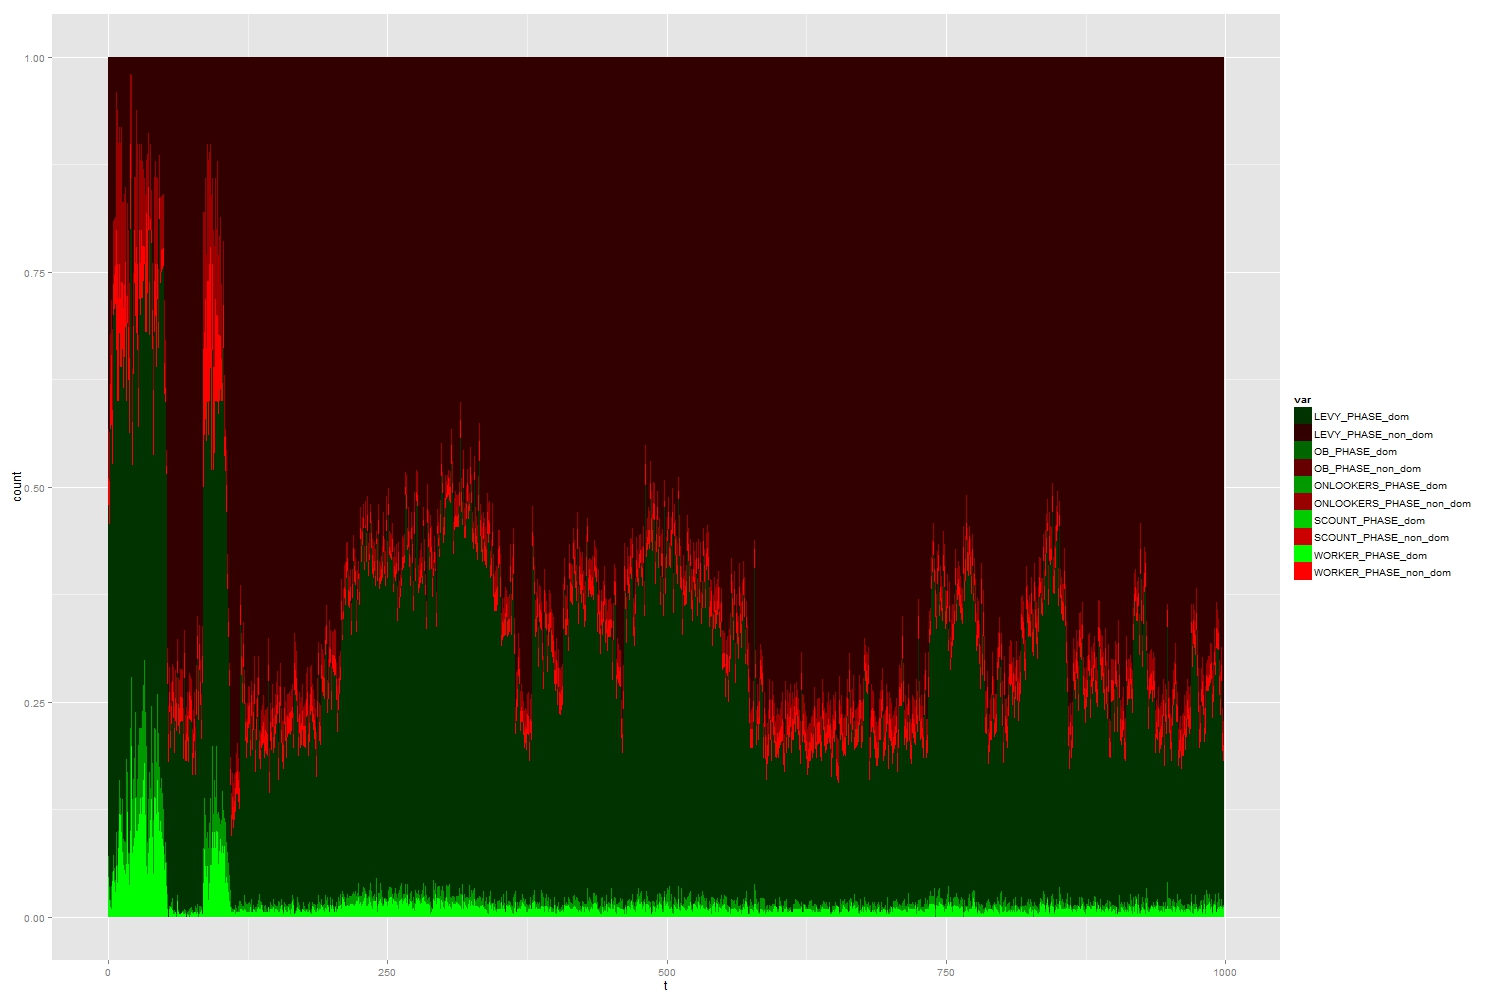 1.00
0.75
0.50
0.25
0.00
count
0
250
500
750
1000
t
var
LEVY_PHASE_dom
LEVY_PHASE_non_dom
OB_PHASE_dom
OB_PHASE_non_dom
ONLOOKERS_PHASE_dom
ONLOOKERS_PHASE_non_dom
SCOUNT_PHASE_dom
SCOUNT_PHASE_non_dom
WORKER_PHASE_dom
WORKER_PHASE_non_dom